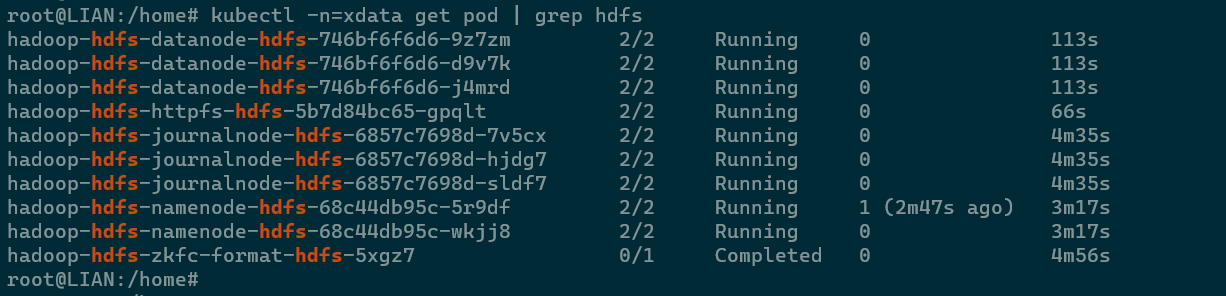 root@LIAN:/home# kubectl -n=xdata get pod | grep hdfs
hadoop-hdfs-datanode-hdfs-746bf6f6d6-9z7zm 2/2 Running 0 113s
hadoop-hdfs-datanode-hdfs-746bf6f6d6-d9v7k 2/2 Running 0 113s
hadoop-hdfs-datanode-hdfs-746bf6f6d6-j4mrd 2/2 Running 0 113s
hadoop-hdfs-httpfs-hdfs-5b7d84bc65-gpqlt 2/2 Running 0 66s
hadoop-hdfs-journalnode-hdfs-6857c7698d-7v5cx 2/2 Running 0 4m35s
hadoop-hdfs-journalnode-hdfs-6857c7698d-hjdg7 2/2 Running 0 4m35s
hadoop-hdfs-journalnode-hdfs-6857c7698d-sldf7 2/2 Running 0 4m35s
hadoop-hdfs-namenode-hdfs-68c44db95c-5r9df 2/2 Running 1 (2m47s ago) 3m17s
hadoop-hdfs-namenode-hdfs-68c44db95c-wkjj8 2/2 Running 0 3m17s
hadoop-hdfs-zkfc-format-hdfs-5xgz7 0/1 Completed 0 4m56s
root@LIAN:/home#